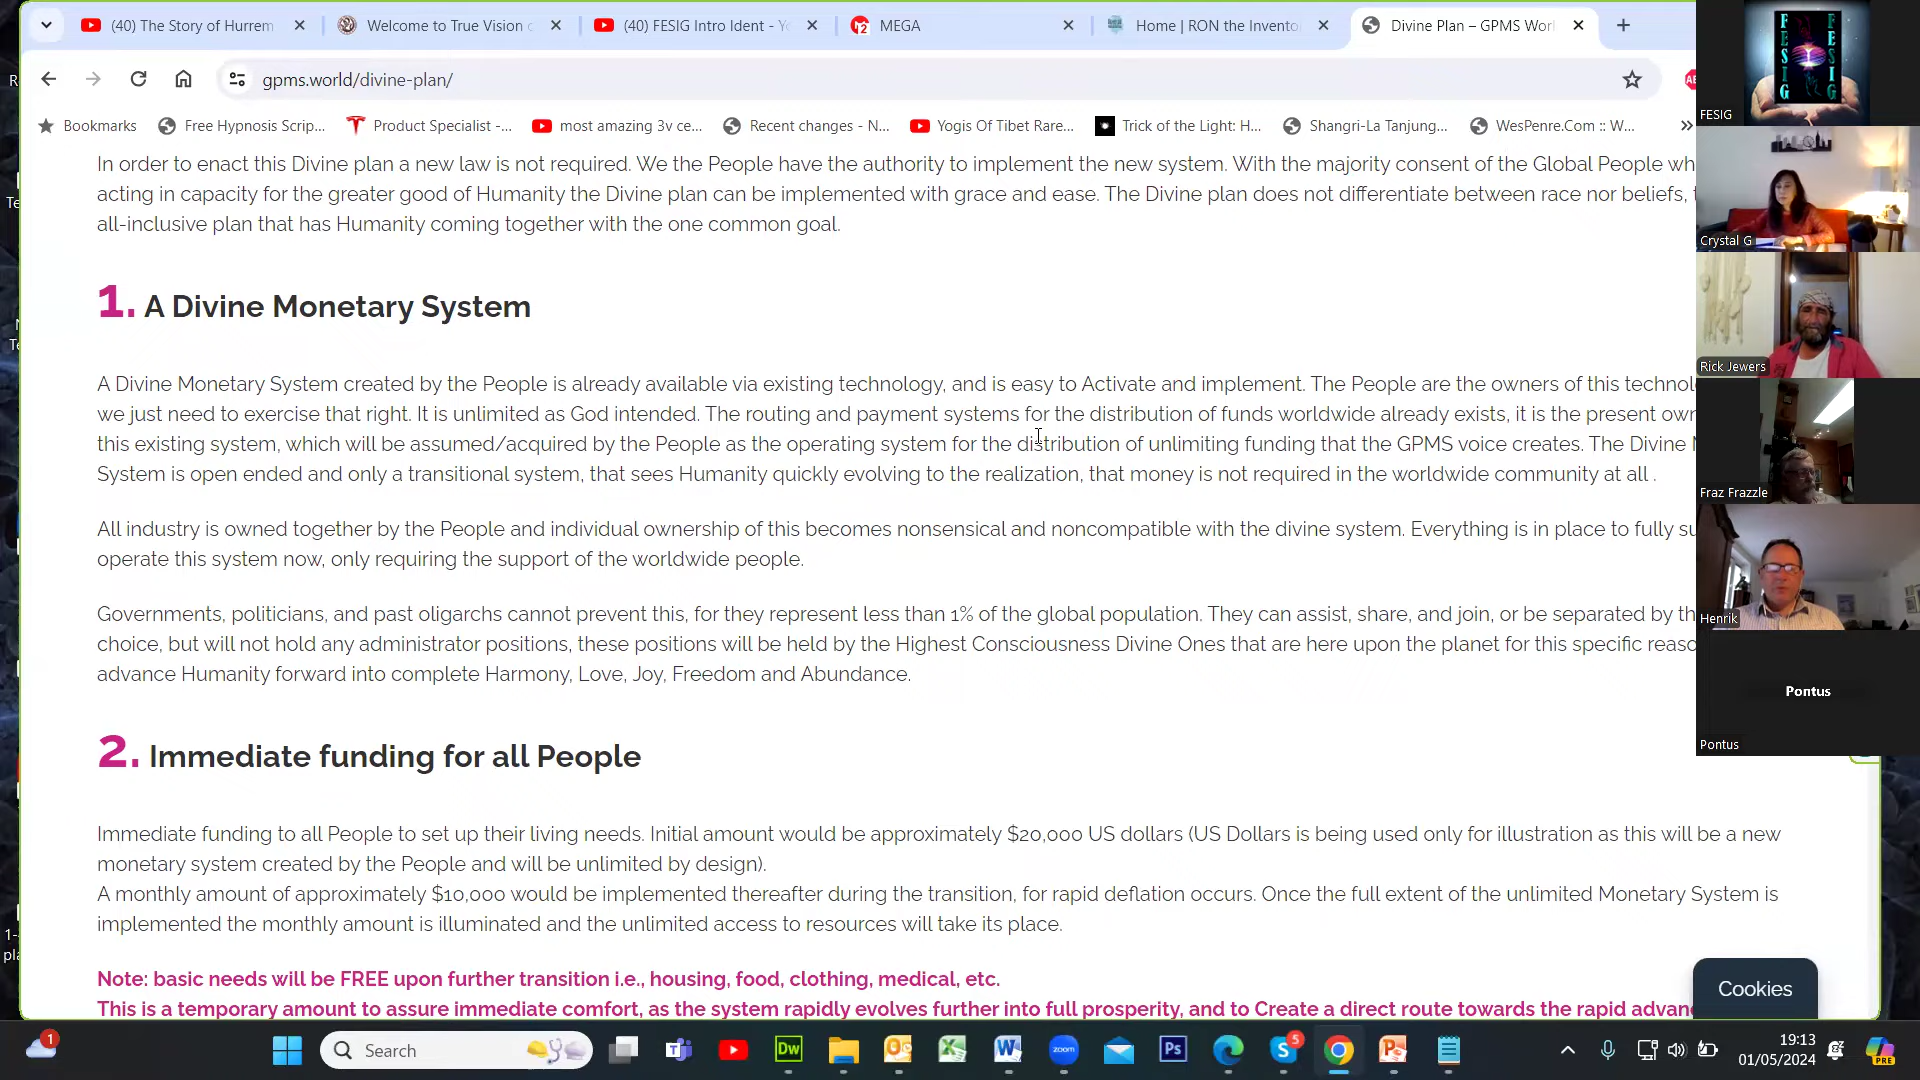 (40) The Story of Hurrem
Welcome to True Vision o
(40) FESIG Intro Ident - Yo
MEGA
Home | RON the Invento
Divine Plan – GPMS Worl
gpms.world/divine-plan/
Bookmarks
Free Hypnosis Scrip...
Product Specialist -...
most amazing 3v ce...
Recent changes - N...
Yogis Of Tibet Rare...
Trick of the Light: H...
Shangri-La Tanjung...
WesPenre.Com :: W...
In order to enact this Divine plan a new law is not required. We the People have the authority to implement the new system. With the majority consent of the Global People wh
acting in capacity for the greater good of Humanity the Divine plan can be implemented with grace and ease. The Divine plan does not differentiate between race nor beliefs,
all-inclusive plan that has Humanity coming together with the one common goal.
1. A Divine Monetary System
A Divine Monetary System created by the People is already available via existing technology, and is easy to Activate and implement. The People are the owners of this technol
we just need to exercise that right. It is unlimited as God intended. The routing and payment systems for the distribution of funds worldwide already exists, it is the present own
this existing system, which will be assumed/acquired by the People as the operating system for the distribution of unlimiting funding that the GPMS voice creates. The Divine M
System is open ended and only a transitional system, that sees Humanity quickly evolving to the realization, that money is not required in the worldwide community at all .
All industry is owned together by the People and individual ownership of this becomes nonsensical and noncompatible with the divine system. Everything is in place to fully su
operate this system now, only requiring the support of the worldwide people.
Governments, politicians, and past oligarchs cannot prevent this, for they represent less than 1% of the global population. They can assist, share, and join, or be separated by th
choice, but will not hold any administrator positions, these positions will be held by the Highest Consciousness Divine Ones that are here upon the planet for this specific reaso
advance Humanity forward into complete Harmony, Love, Joy, Freedom and Abundance.
2. Immediate funding for all People
Immediate funding to all People to set up their living needs. Initial amount would be approximately $20,000 US dollars (US Dollars is being used only for illustration as this will be a new
monetary system created by the People and will be unlimited by design).
A monthly amount of approximately $10,000 would be implemented thereafter during the transition, for rapid deflation occurs. Once the full extent of the unlimited Monetary System is
implemented the monthly amount is illuminated and the unlimited access to resources will take its place.
Note: basic needs will be FREE upon further transition i.e., housing, food, clothing, medical, etc.
This is a temporary amount to assure immediate comfort, as the system rapidly evolves further into full prosperity, and to Create a direct route towards the rapid advan
Cookies
FESIG
FESIG
FESIG
Crystal G
Rick Jewers
Fraz Frazzle
Henrik
Pontus
Pontus
1
Search
Dw
zoom
Ps
5
PRE
19:13
01/05/2024